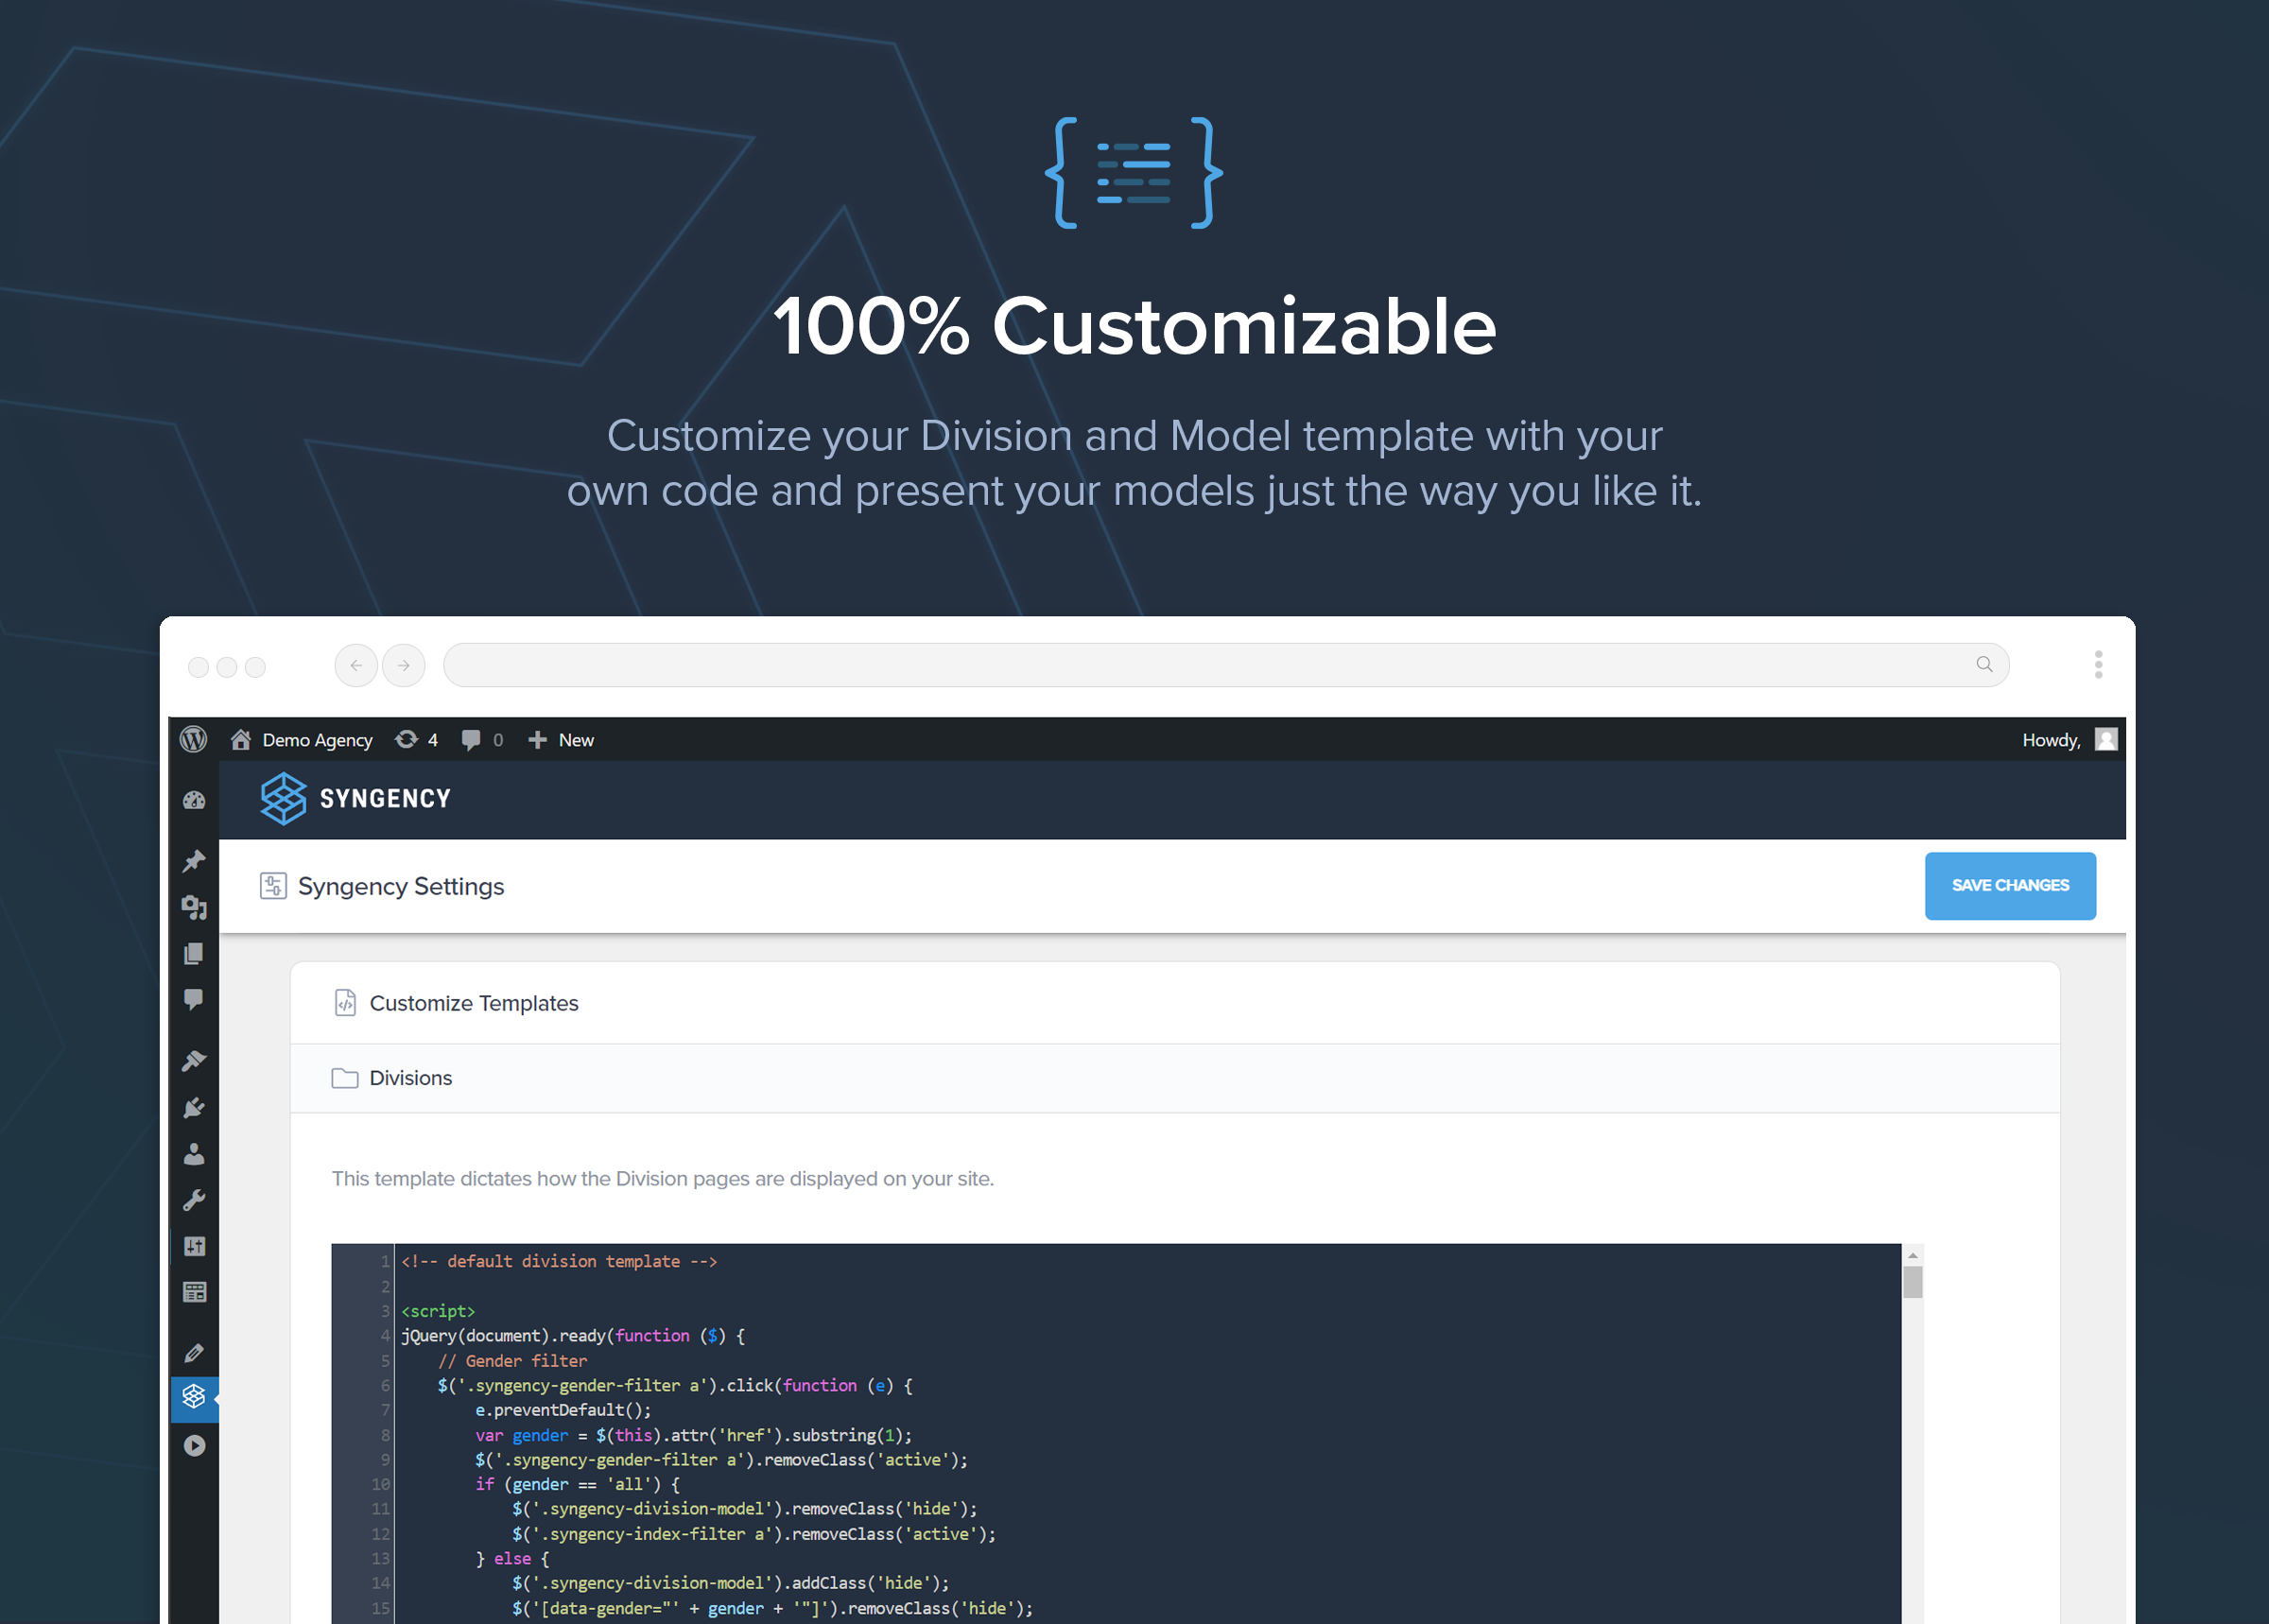 100% Customizable
Customize your Division and Model template with your
own code and present your models just the way you like it.
Demo Agency 4 0 New Howdy,
SYNGENCY
Syngency Settings SAVE CHANGES
Customize Templates
Divisions
This template dictates how the Division pages are displayed on your site.
1 <!-- default division template -->
2
3 <script>
4 jQuery(document).ready(function ($) {
5     // Gender filter
6     $('.syngency-gender-filter a').click(function (e) {
7         e.preventDefault();
8         var gender = $(this).attr('href').substring(1);
9         $('.syngency-gender-filter a').removeClass('active');
10         if (gender == 'all') {
11             $('.syngency-division-model').removeClass('hide');
12             $('.syngency-index-filter a').removeClass('active');
13         } else {
14             $('.syngency-division-model').addClass('hide');
15             $('[data-gender="' + gender + '"]').removeClass('hide');